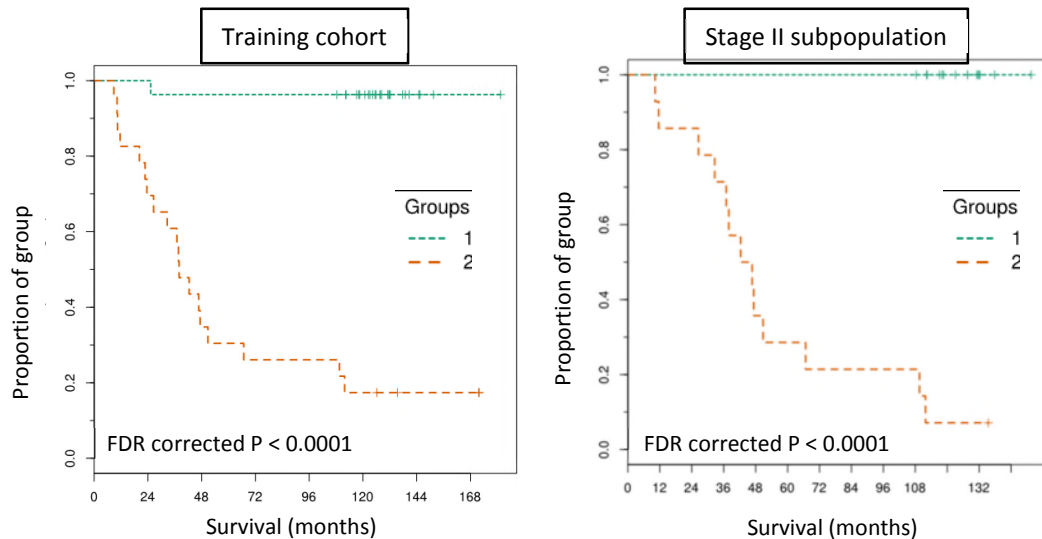 Training cohort
Proportion of group
1.0
0.8
0.6
0.4
0.2
0.0
Groups
1
2
FDR corrected P < 0.0001
0 24 48 72 96 120 144 168
Survival (months)
Stage II subpopulation
Proportion of group
1.0
0.8
0.6
0.4
0.2
0.0
Groups
1
2
FDR corrected P < 0.0001
0 12 24 36 48 60 72 84 96 108 132
Survival (months)